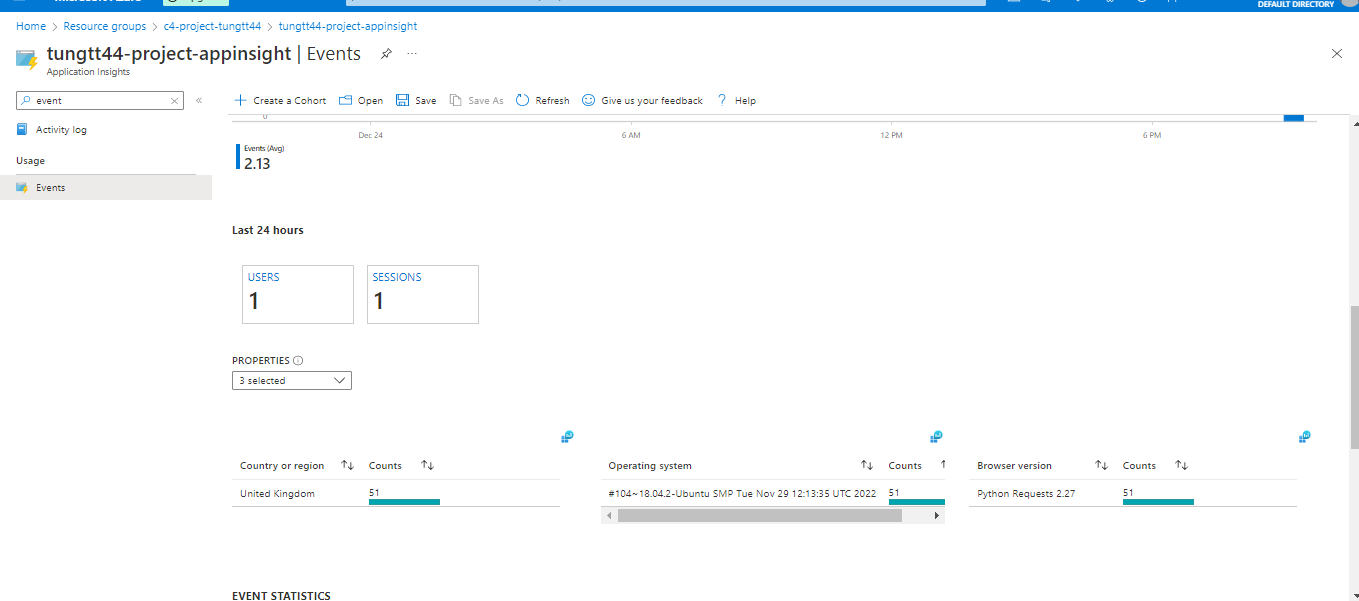 DEFAULT DIRECTORY
Home > Resource groups > c4-project-tungtt44 > tungtt44-project-appinsight
tungtt44-project-appinsight | Events
Application Insights
event
Create a Cohort Open Save Save As Refresh Give us your feedback ? Help
Activity log
Usage
Events
0
Dec 24 6 AM 12 PM 6 PM
Events (Avg)
2.13
Last 24 hours
USERS SESSIONS
1 1
PROPERTIES
3 selected
Country or region Counts Operating system Counts Browser version Counts
United Kingdom 51 #104~18.04.2-Ubuntu SMP Tue Nov 29 12:13:35 UTC 2022 51 Python Requests 2.27 51
EVENT STATISTICS